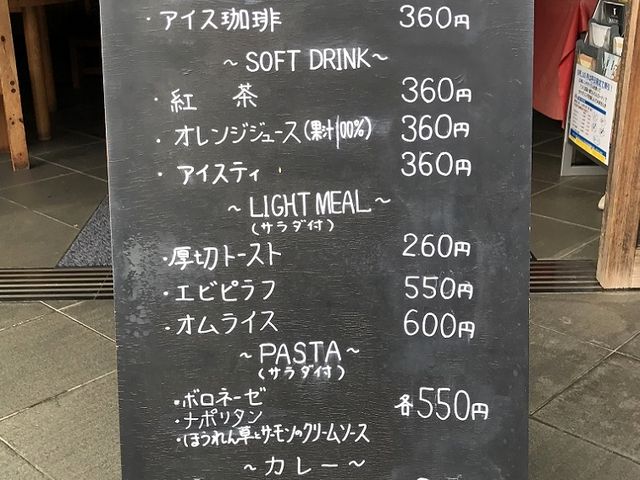 ・アイス珈琲 360円
～SOFT DRINK～
・紅 茶 360円
・オレンジジュース(果汁100%) 360円
・アイスティ 360円
～LIGHT MEAL～
(サラダ付)
・厚切トースト 260円
・エビピラフ 550円
・オムライス 600円
～PASTA～
(サラダ付)
・ボロネーゼ
・ナポリタン 各550円
・ほうれん草とサーモンのクリームソース
～カレー～